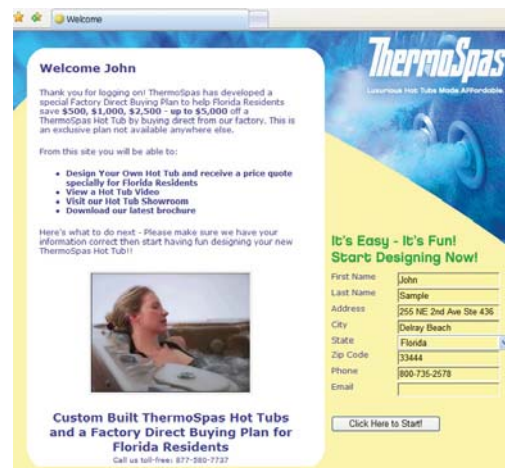 Welcome
Welcome John
Thank you for logging on! ThermoSpas has developed a
special Factory Direct Buying Plan to help Florida Residents
save $500, $1,000, $2,500 - up to $5,000 off a
ThermoSpas Hot Tub by buying direct from our factory. This is
an exclusive plan not available anywhere else.
From this site you will be able to:
• Design Your Own Hot Tub and receive a price quote
specially for Florida Residents
• View a Hot Tub Video
• Visit our Hot Tub Showroom
• Download our latest brochure
Here's what to do next - Please make sure we have your
information correct then start having fun designing your new
ThermoSpas Hot Tub!!
Custom Built ThermoSpas Hot Tubs
and a Factory Direct Buying Plan for
Florida Residents
Call us toll-free: 877-580-7737
ThermoSpas
Luxurious Hot Tubs Made Affordable
It's Easy - It's Fun!
Start Designing Now!
First Name John
Last Name Sample
Address 255 NE 2nd Ave Ste 436
City Delray Beach
State Florida
Zip Code 33444
Phone 800-735-2578
Email
Click Here to Start!